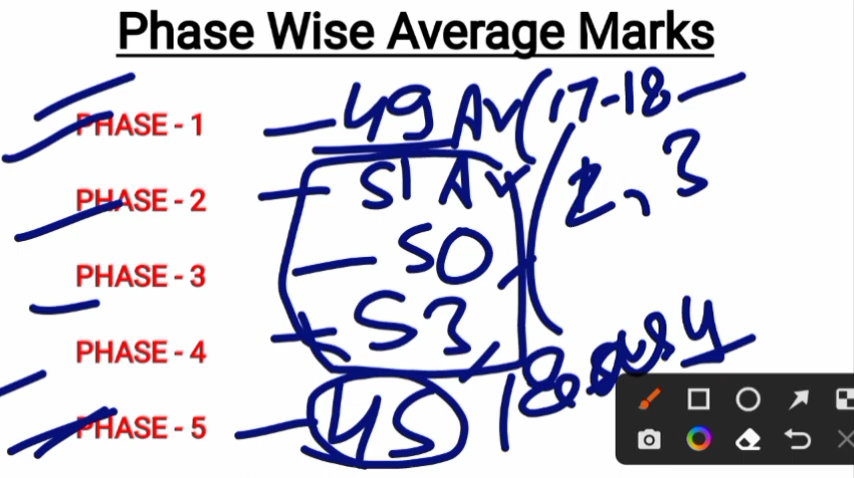 Phase Wise Average Marks
PHASE - 1 — 49 Av (17-18 —
PHASE - 2 — 51 Av 2, 3
PHASE - 3 — 50
PHASE - 4 — 53
PHASE - 5 — 45 18